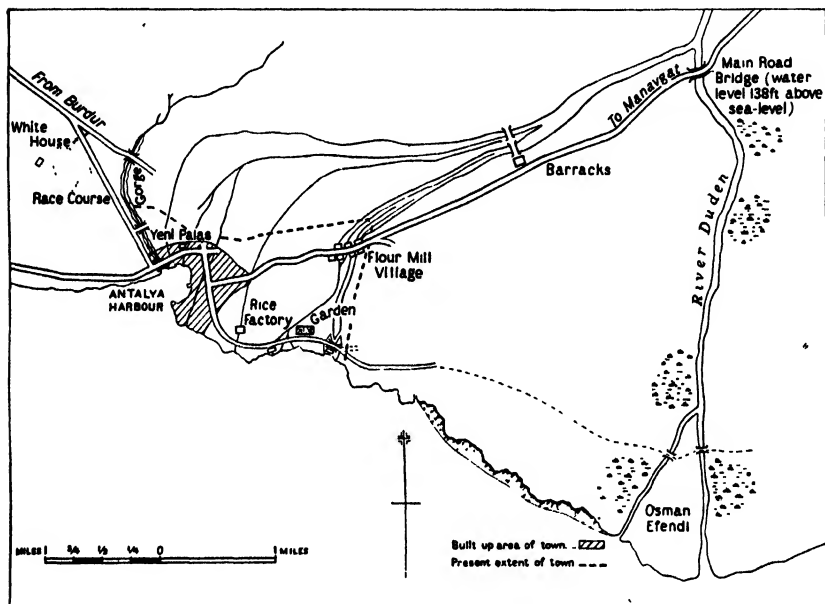 From Burdur
White
House
Race Course
Gorge
Yeni Palas
ANTALYA
HARBOUR
Rice
Factory
Garden
Flour Mill
Village
Barracks
To Manavgat
Main Road
Bridge (water
level 138ft above
sea-level)
River Duden
Osman
Efendi
MILES 3/4 1/2 1/4 0 1 MILES
Built up area of town
Present extent of town